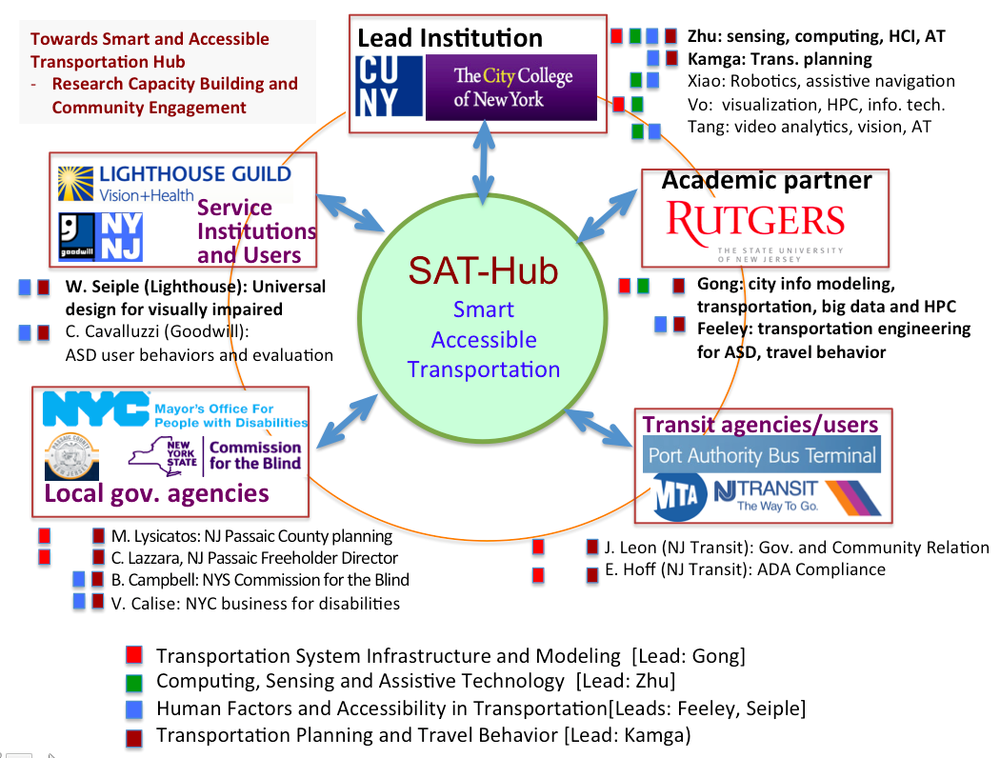 Towards Smart and Accessible
Transportation Hub
- Research Capacity Building and
Community Engagement
Lead Institution
CU
NY
The City College
of New York
Zhu: sensing, computing, HCI, AT
Kamga: Trans. planning
Xiao: Robotics, assistive navigation
Vo: visualization, HPC, info. tech.
Tang: video analytics, vision, AT
LIGHTHOUSE GUILD
Vision+Health
g
goodwill
NY
NJ
Service
Institutions
and Users
W. Seiple (Lighthouse): Universal
design for visually impaired
C. Cavalluzzi (Goodwill):
ASD user behaviors and evaluation
SAT-Hub
Smart
Accessible
Transportation
Academic partner
RUTGERS
THE STATE UNIVERSITY
OF NEW JERSEY
Gong: city info modeling,
transportation, big data and HPC
Feeley: transportation engineering
for ASD, travel behavior
NYC
Mayor's Office For
People with Disabilities
PASSAIC COUNTY
NEW JERSEY
NEW
YORK
STATE
Commission
for the Blind
Local gov. agencies
M. Lysicatos: NJ Passaic County planning
C. Lazzara, NJ Passaic Freeholder Director
B. Campbell: NYS Commission for the Blind
V. Calise: NYC business for disabilities
Transit agencies/users
Port Authority Bus Terminal
MTA
NJTRANSIT
The Way To Go.
J. Leon (NJ Transit): Gov. and Community Relation
E. Hoff (NJ Transit): ADA Compliance
Transportation System Infrastructure and Modeling [Lead: Gong]
Computing, Sensing and Assistive Technology [Lead: Zhu]
Human Factors and Accessibility in Transportation[Leads: Feeley, Seiple]
Transportation Planning and Travel Behavior [Lead: Kamga)